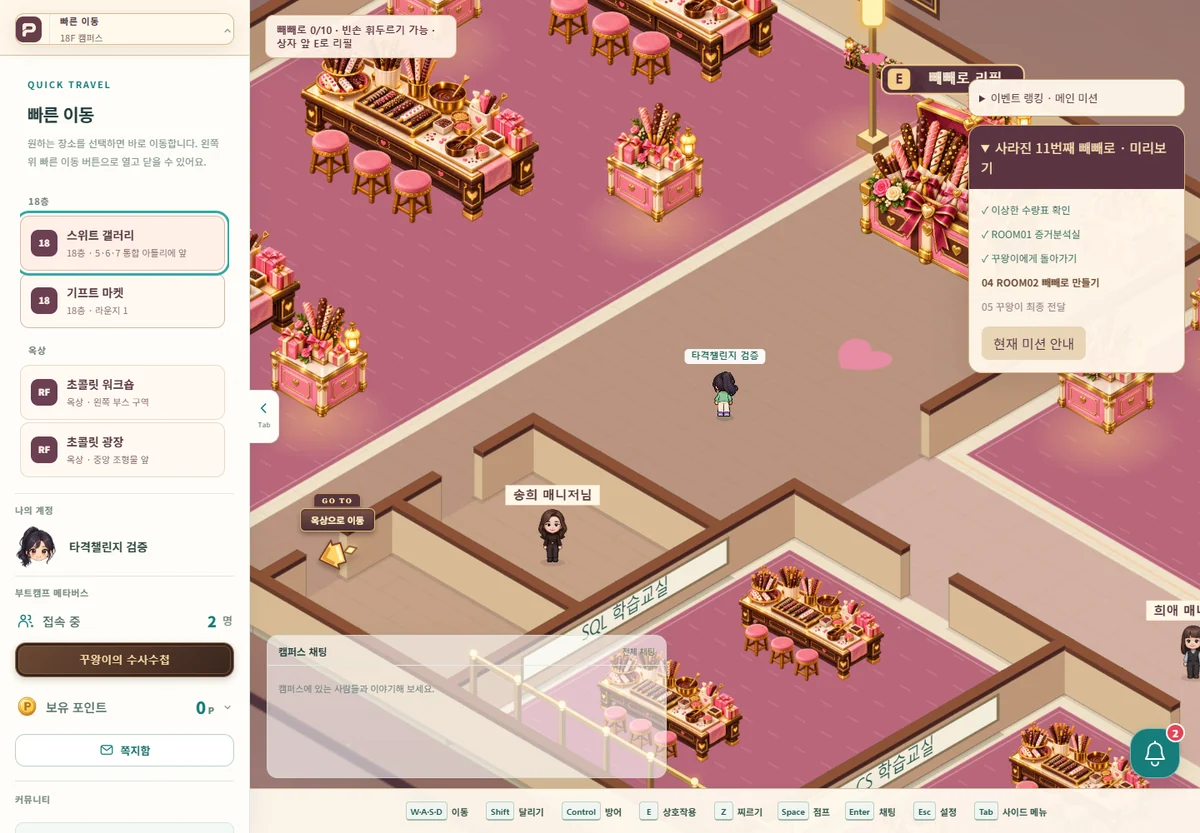 빠른 이동
18F 캠퍼스
QUICK TRAVEL
빠른 이동
원하는 장소를 선택하면 바로 이동합니다. 왼쪽
위 빠른 이동 버튼으로 열고 닫을 수 있어요.
18층
18
스위트 갤러리
18층 · 5·6·7 통합 아틀리에 앞
18
기프트 마켓
18층 · 라운지 1
옥상
RF
초콜릿 워크숍
옥상 · 왼쪽 부스 구역
RF
초콜릿 광장
옥상 · 중앙 조형물 앞
나의 계정
타격챌린지 검증
부트캠프 메타버스
접속 중
2 명
꾸왕이의 수사수첩
P
보유 포인트
0 P
쪽지함
커뮤니티
Tab
빼빼로 0/10 · 빈손 휘두르기 가능 ·
상자 앞 E로 리필
E
빼빼로 리필
▶ 이벤트 랭킹 · 메인 미션
▼ 사라진 11번째 빼빼로 · 미리보
기
✓ 이상한 수량표 확인
✓ ROOM01 증거분석실
✓ 꾸왕이에게 돌아가기
04 ROOM02 빼빼로 만들기
05 꾸왕이 최종 전달
현재 미션 안내
타격챌린지 검증
송희 매니저님
GO TO
옥상으로 이동
SQL 학습교실
희애 매니
CS 학습교실
캠퍼스 채팅
전체 채팅
캠퍼스에 있는 사람들과 이야기해 보세요.
2
W·A·S·D 이동
Shift 달리기
Control 방어
E 상호작용
Z 찌르기
Space 점프
Enter 채팅
Esc 설정
Tab 사이드 메뉴